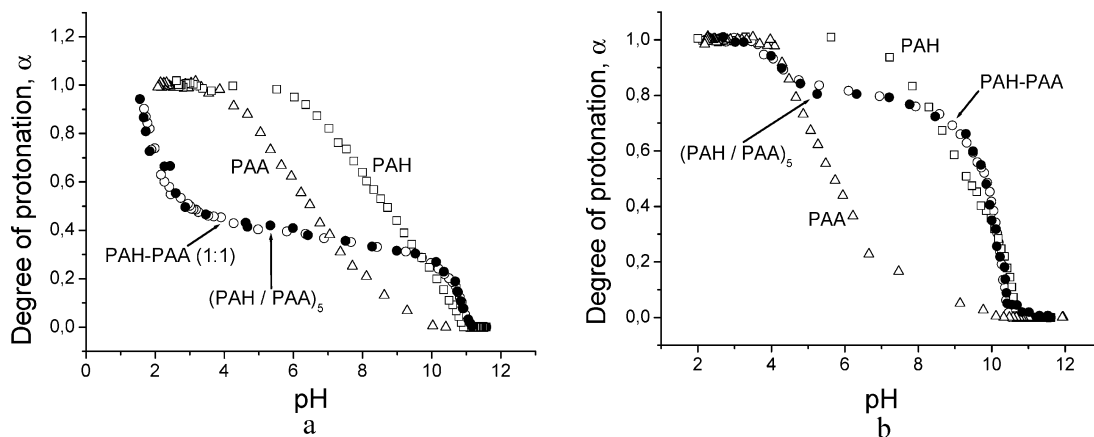 Degree of protonation, α
1,2
1,0
0,8
0,6
0,4
0,2
0,0
0 2 4 6 8 10 12
pH
PAA
PAH
PAH-PAA (1:1)
(PAH / PAA)5
a
Degree of protonation, α
1,0
0,8
0,6
0,4
0,2
0,0
2 4 6 8 10 12
pH
PAH
PAH-PAA
(PAH / PAA)5
PAA
b